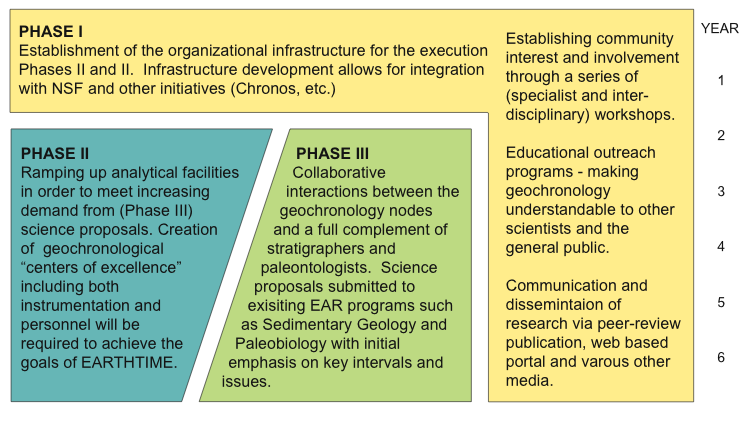 PHASE I
Establishment of the organizational infrastructure for the execution
Phases II and II.  Infrastructure development allows for integration
with NSF and other initiatives (Chronos, etc.)
Establishing community
interest and involvement
through a series of
(specialist and inter-
disciplinary) workshops.
Educational outreach
programs - making
geochronology
understandable to other
scientists and the
general public.
Communication and
dissemintaion of
research via peer-review
publication, web based
portal and varous other
media.
PHASE II
Ramping up analytical facilities
in order to meet increasing
demand from (Phase III)
science proposals. Creation
of  geochronological
“centers of excellence”
including both
instrumentation and
personnel will be
required to achieve the
goals of EARTHTIME.
PHASE III
Collaborative
interactions between the
geochronology nodes
and a full complement of
stratigraphers and
paleontologists.  Science
proposals submitted to
exisiting EAR programs such
as Sedimentary Geology and
Paleobiology with initial
emphasis on key intervals and
issues.
YEAR
1
2
3
4
5
6